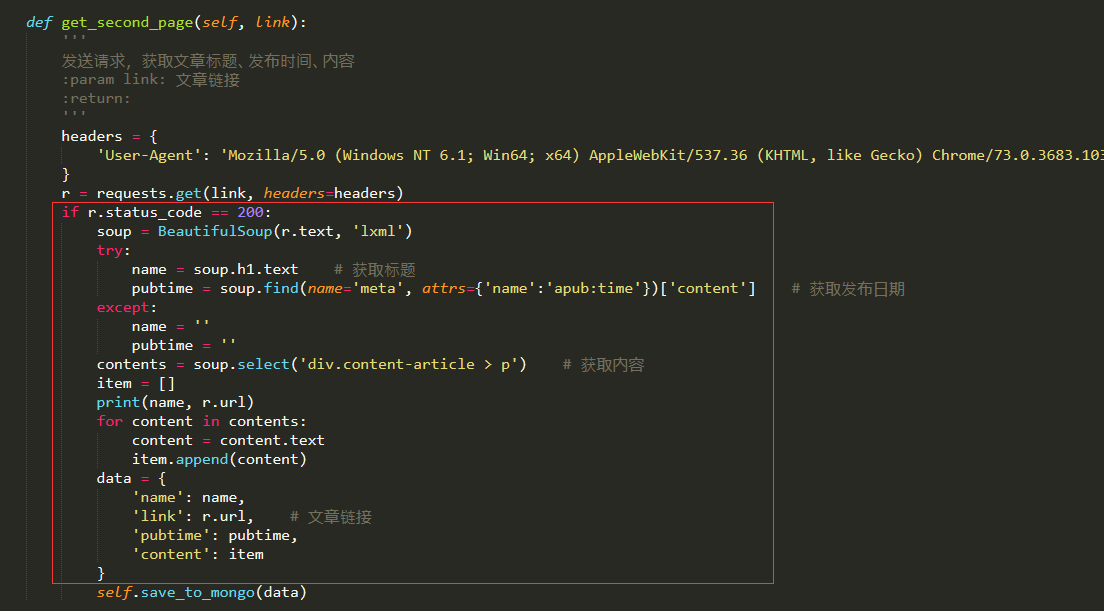 def get_second_page(self, link):
    '''
    发送请求, 获取文章标题、发布时间、内容
    :param link: 文章链接
    :return:
    '''
    headers = {
        'User-Agent': 'Mozilla/5.0 (Windows NT 6.1; Win64; x64) AppleWebKit/537.36 (KHTML, like Gecko) Chrome/73.0.3683.103
    }
    r = requests.get(link, headers=headers)
    if r.status_code == 200:
        soup = BeautifulSoup(r.text, 'lxml')
        try:
            name = soup.h1.text    # 获取标题
            pubtime = soup.find(name='meta', attrs={'name':'apub:time'})['content']    # 获取发布日期
        except:
            name = ''
            pubtime = ''
        contents = soup.select('div.content-article > p')    # 获取内容
        item = []
        print(name, r.url)
        for content in contents:
            content = content.text
            item.append(content)
        data = {
            'name': name,
            'link': r.url,    # 文章链接
            'pubtime': pubtime,
            'content': item
        }
        self.save_to_mongo(data)